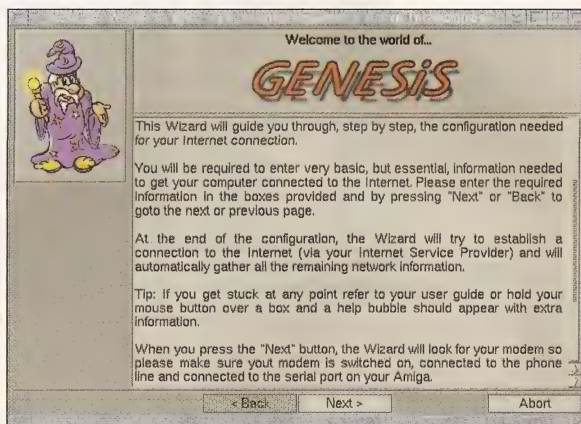 Welcome to the world of...
GENESiS
This Wizard will guide you through, step by step, the configuration needed
for your Internet connection.
You will be required to enter very basic, but essential, information needed
to get your computer connected to the Internet. Please enter the required
information in the boxes provided and by pressing "Next" or "Back" to
goto the next or previous page.
At the end of the configuration, the Wizard will try to establish a
connection to the Internet (via your Internet Service Provider) and will
automatically gather all the remaining network information.
Tip: If you get stuck at any point refer to your user guide or hold your
mouse button over a box and a help bubble should appear with extra
information.
When you press the "Next" button, the Wizard will look for your modem so
please make sure yout modem is switched on, connected to the phone
line and connected to the serial port on your Amiga.
< Back
Next >
Abort